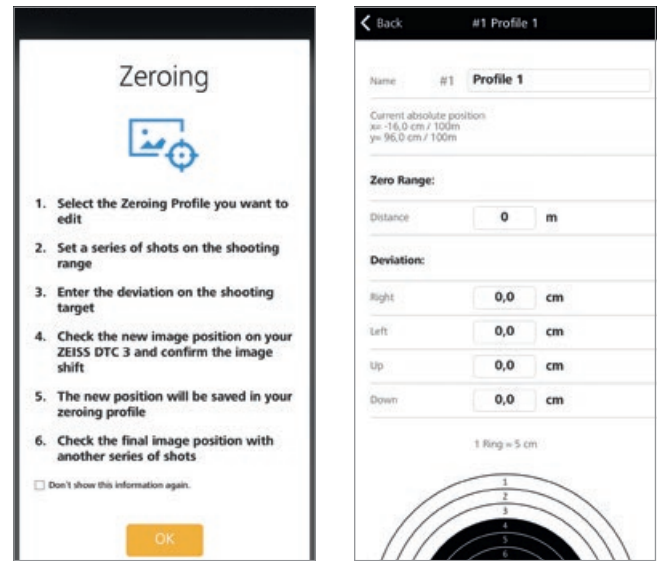 Zeroing
1. Select the Zeroing Profile you want to
edit
2. Set a series of shots on the shooting
range
3. Enter the deviation on the shooting
target
4. Check the new image position on your
ZEISS DTC 3 and confirm the image
shift
5. The new position will be saved in your
zeroing profile
6. Check the final image position with
another series of shots
Don't show this information again.
OK
Back #1 Profile 1
Name #1 Profile 1
Current absolute position
x= -16,0 cm / 100m
y= 96,0 cm / 100m
Zero Range:
Distance 0 m
Deviation:
Right 0,0 cm
Left 0,0 cm
Up 0,0 cm
Down 0,0 cm
1 Ring = 5 cm
1
2
3
4
5
6